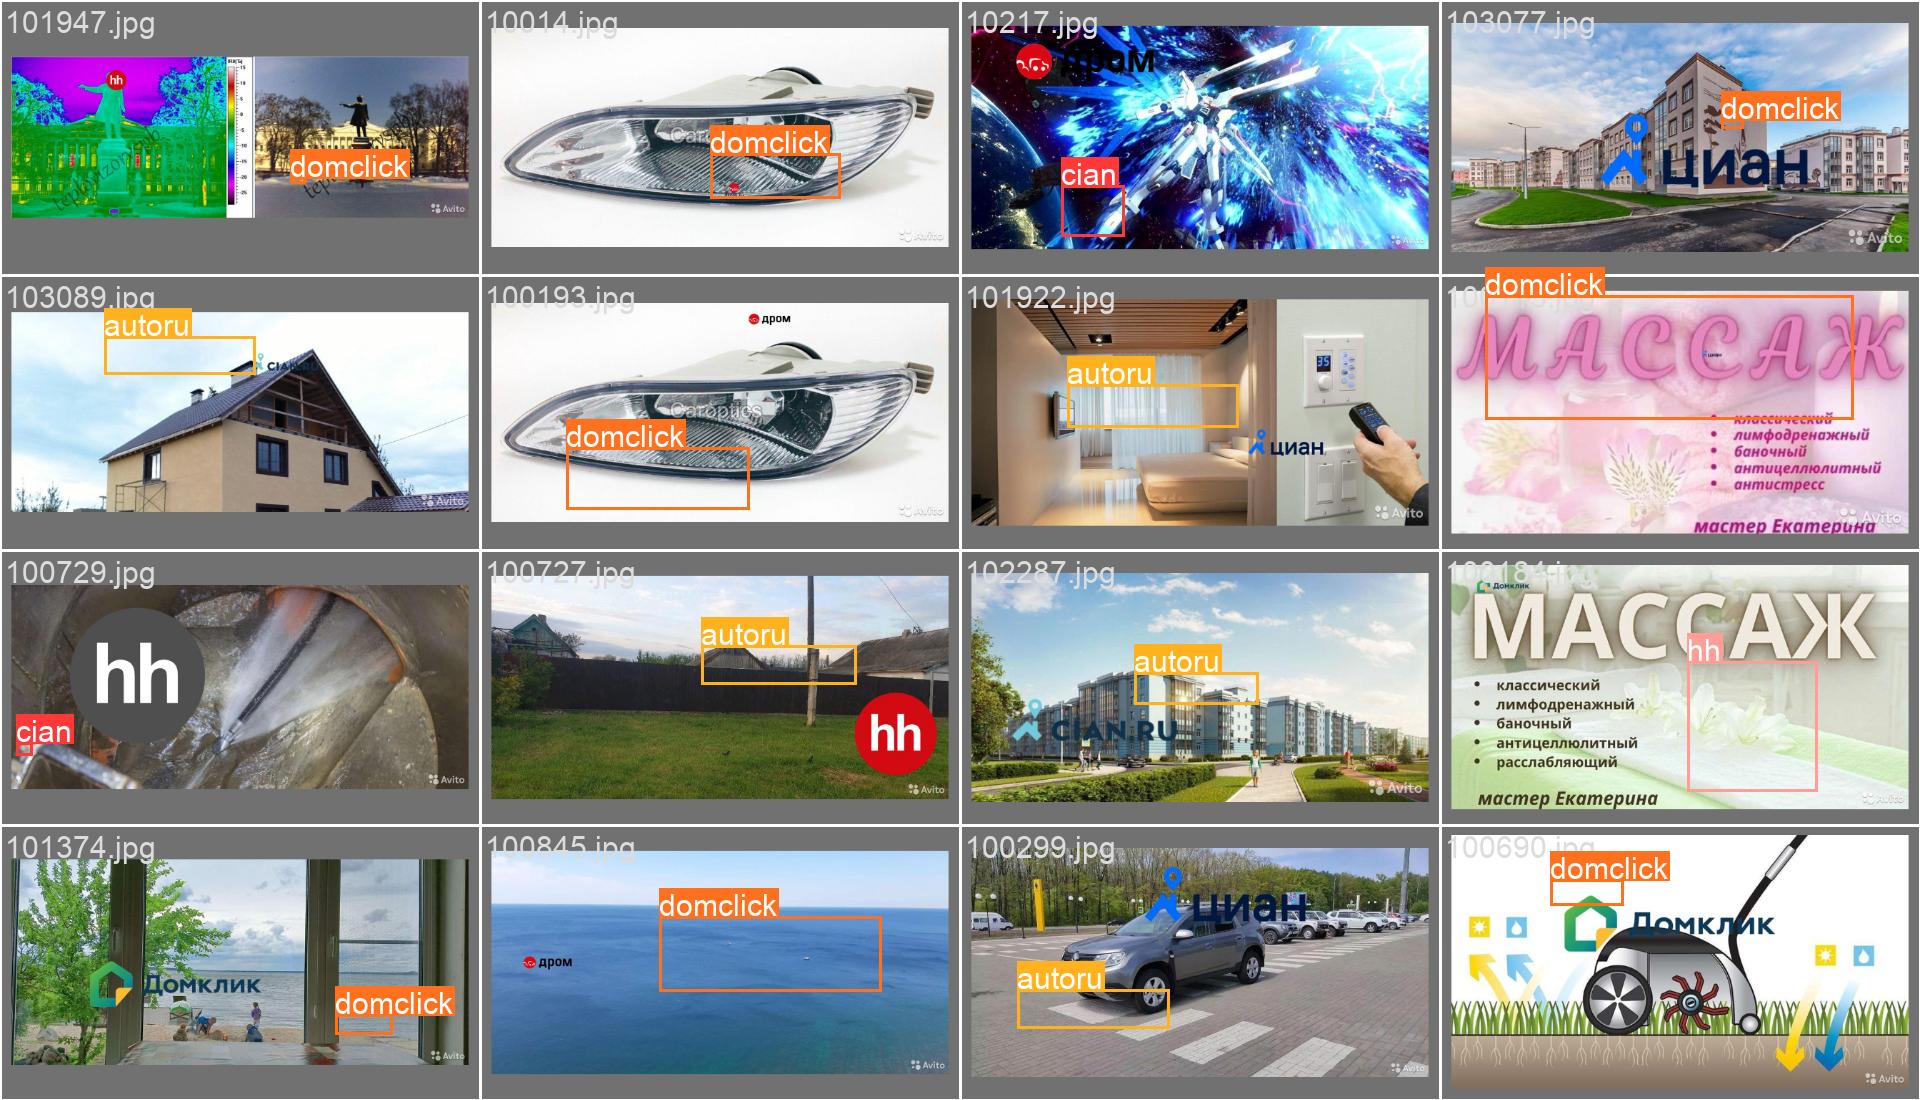 101947.jpg
hh
domclick
Avito
10014.jpg
domclick
Avito
10217.jpg
дром
cian
Avito
103077.jpg
domclick
циан
Avito
103089.jpg
autoru
CIAN.RU
Avito
100193.jpg
дром
Caroptics
domclick
Avito
101922.jpg
autoru
35
циан
Avito
domclick
МАССАЖ
циан
• классический
• лимфодренажный
• баночный
• антицеллюлитный
• антистресс
Avito
мастер Екатерина
100729.jpg
hh
cian
Avito
100727.jpg
autoru
hh
Avito
102287.jpg
autoru
CIAN.RU
Avito
Домклик
МАССАЖ
hh
• классический
• лимфодренажный
• баночный
• антицеллюлитный
• расслабляющий
мастер Екатерина
Avito
101374.jpg
Домклик
domclick
Avito
100845.jpg
domclick
дром
Avito
100299.jpg
циан
autoru
Avito
100690.jpg
domclick
Домклик
Avito